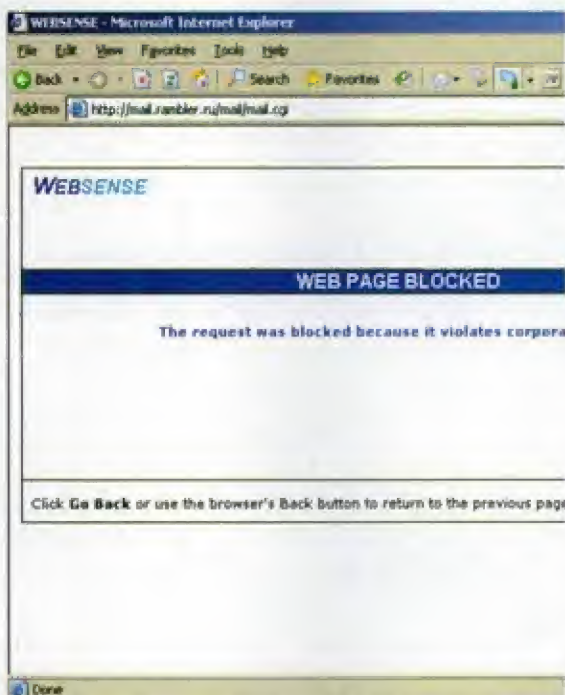 WEBSENSE - Microsoft Internet Explorer
File Edit View Favorites Tools Help
Back Search Favorites
Address http://mail.rambler.ru/mail/mail.cgi
WEBSENSE
WEB PAGE BLOCKED
The request was blocked because it violates corpora
Click Go Back or use the browser's Back button to return to the previous page
Done